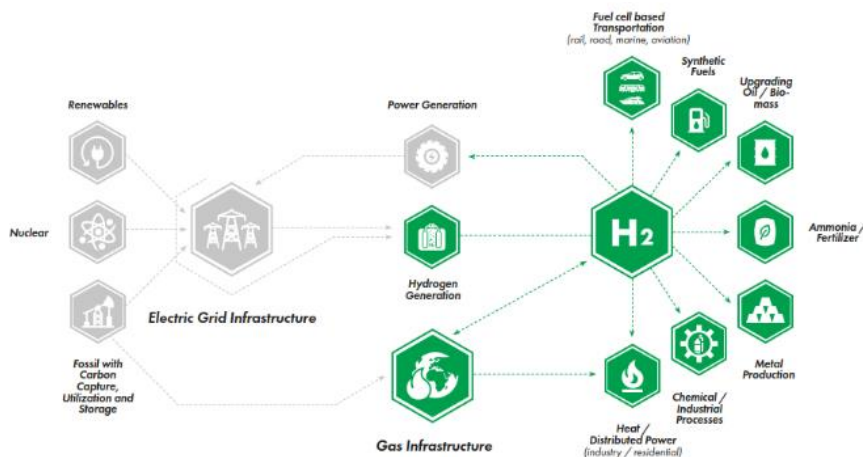 Fuel cell based
Transportation
(rail, road, marine, aviation)
Synthetic
Fuels
Upgrading
Oil / Bio-
mass
Renewables
Power Generation
Nuclear
H2
Ammonia /
Fertilizer
Hydrogen
Generation
Electric Grid Infrastructure
Fossil with
Carbon
Capture,
Utilization and
Storage
Metal
Production
Chemical /
Industrial
Processes
Gas Infrastructure
Heat /
Distributed Power
(industry / residential)